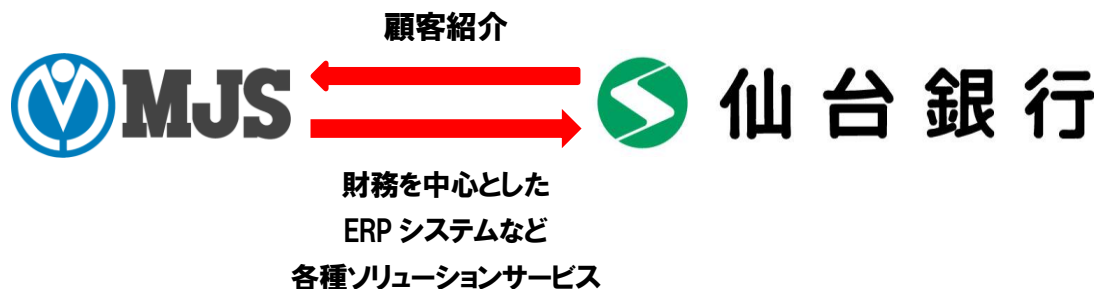 顧客紹介
MJS
仙台銀行
財務を中心とした
ERP システムなど
各種ソリューションサービス